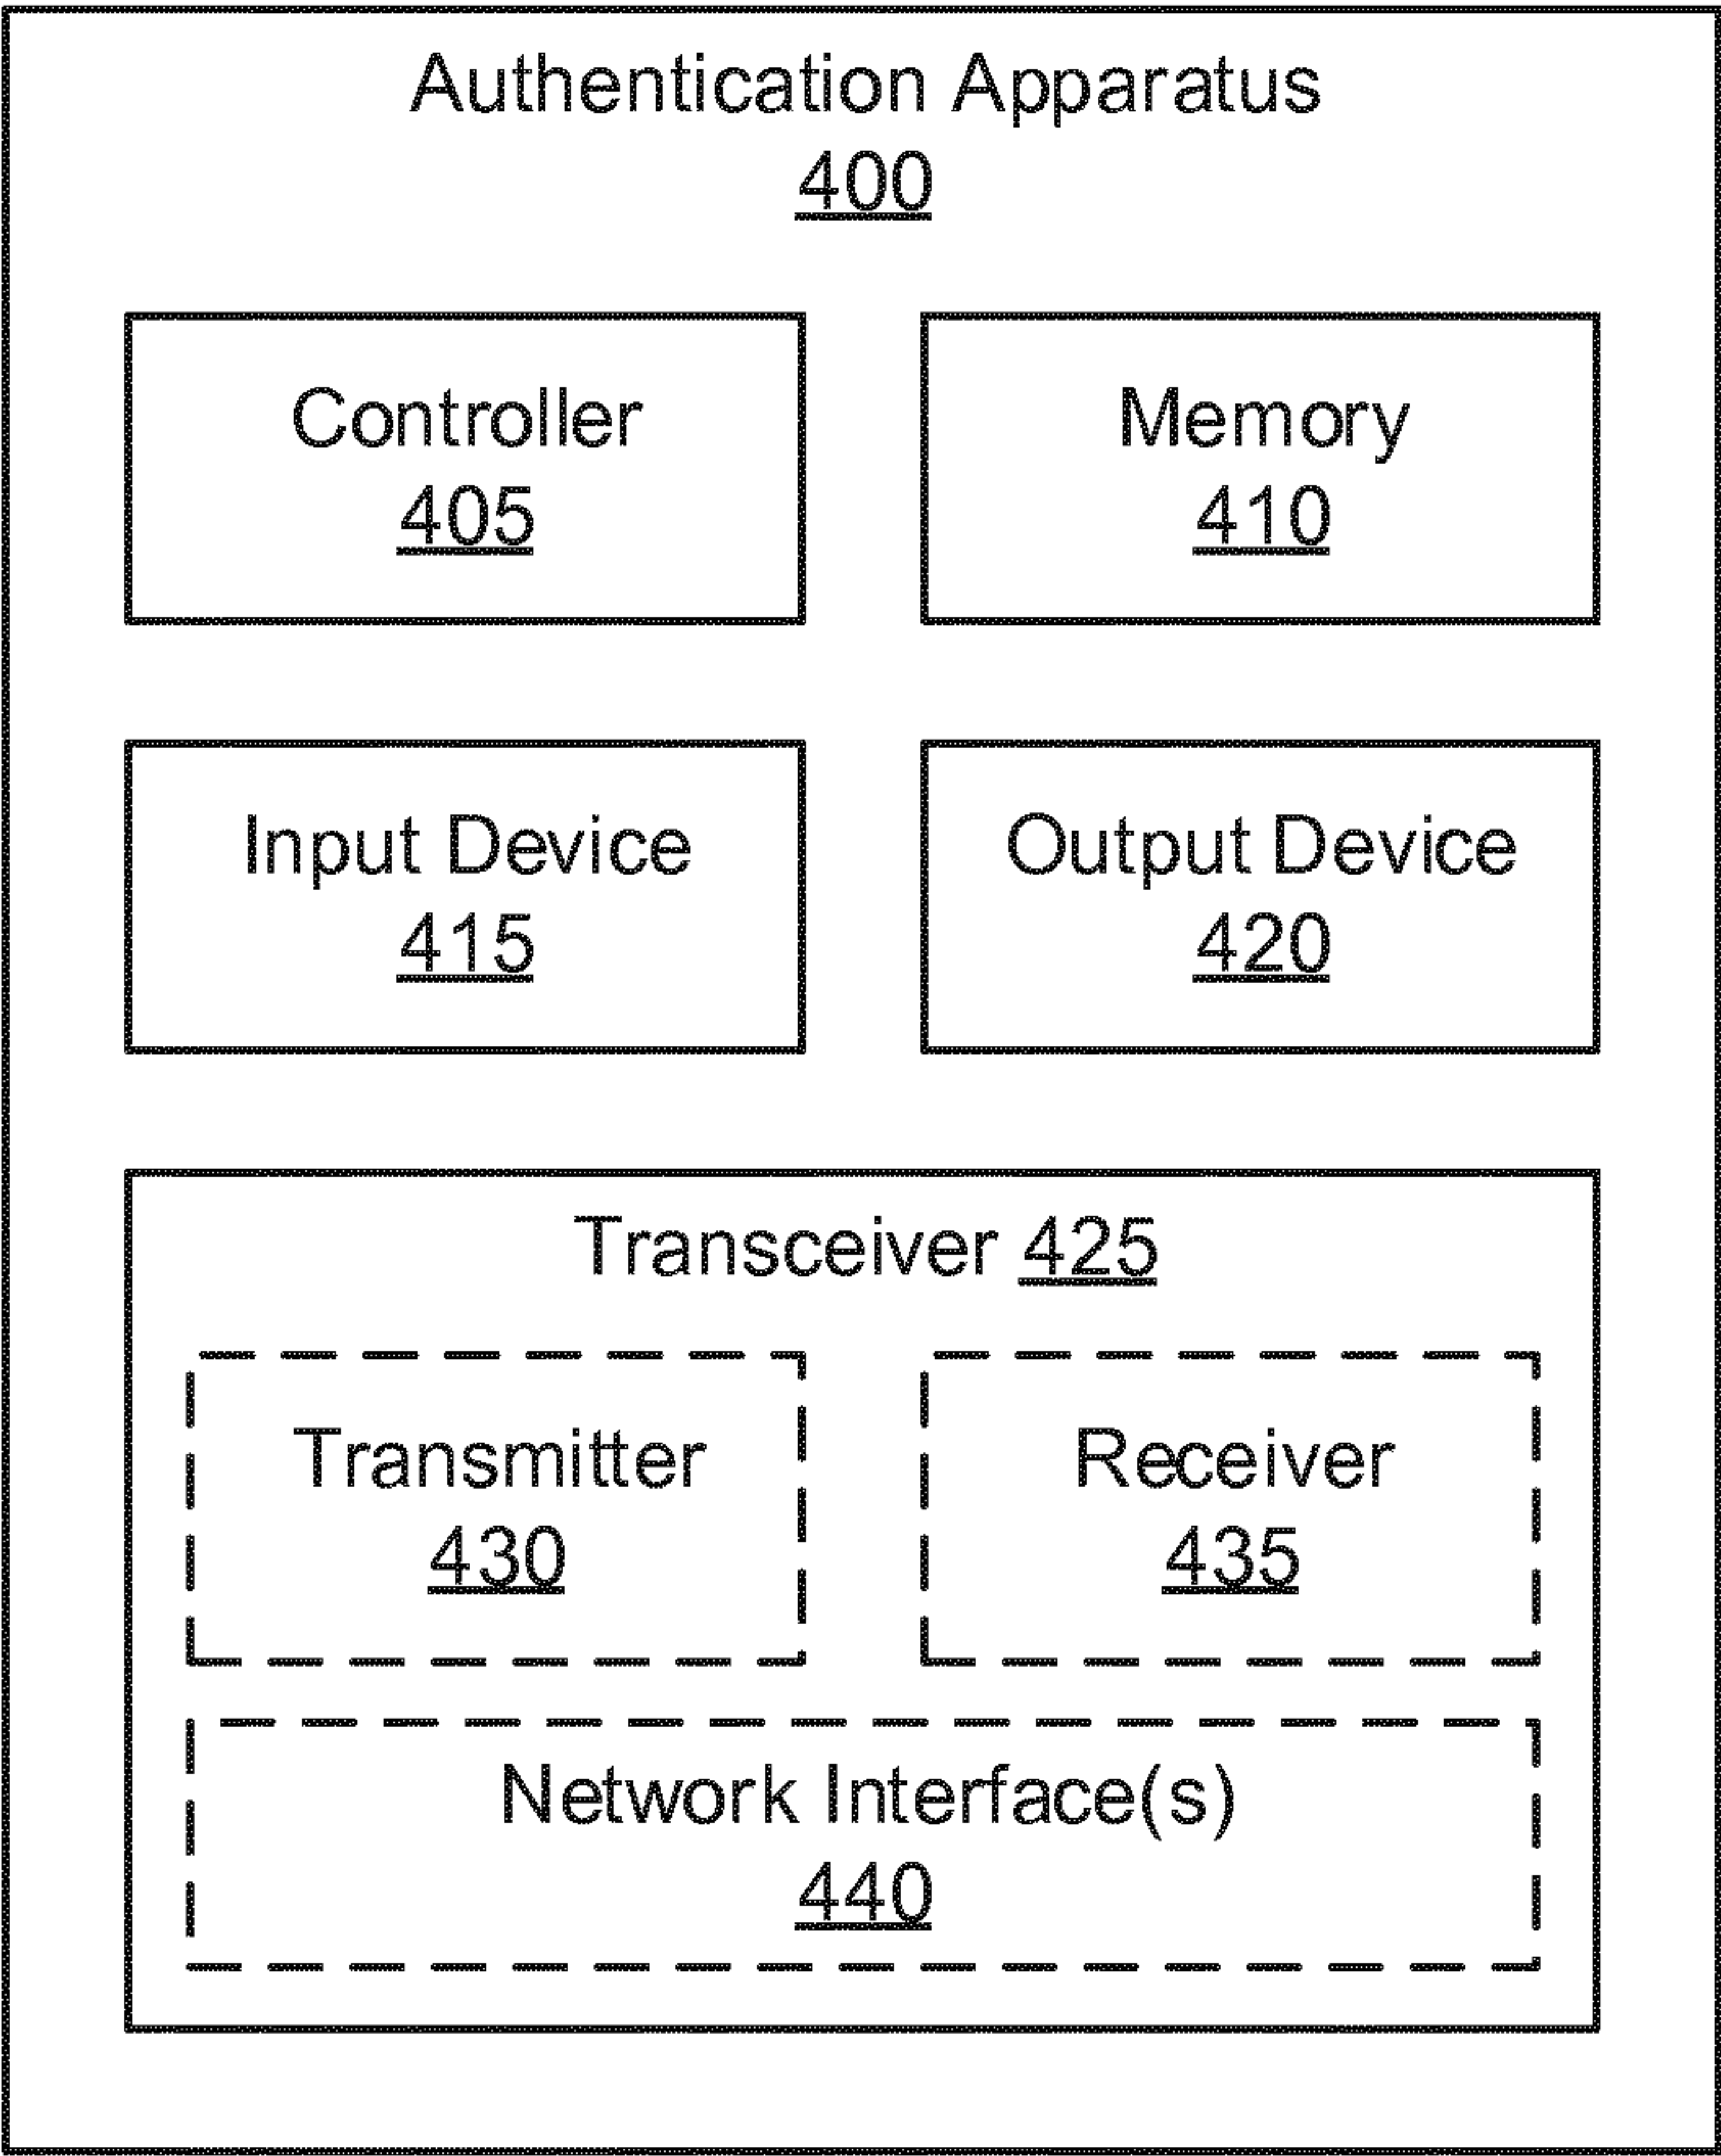 Authentication Apparatus
400
Controller
405
Memory
410
Input Device
415
Output Device
420
Transceiver 425
Transmitter
430
Receiver
435
Network Interface(s)
440